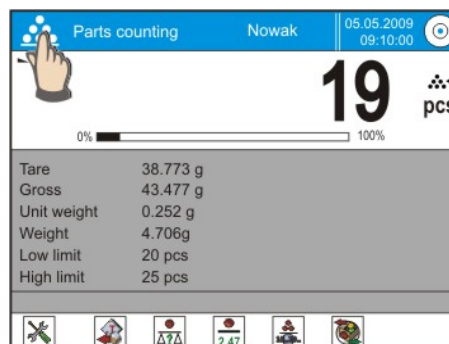 Parts counting Nowak 05.05.2009
09:10:00
19
pcs
0% 100%
Tare 38.773 g
Gross 43.477 g
Unit weight 0.252 g
Weight 4.706g
Low limit 20 pcs
High limit 25 pcs
T ? 2.47